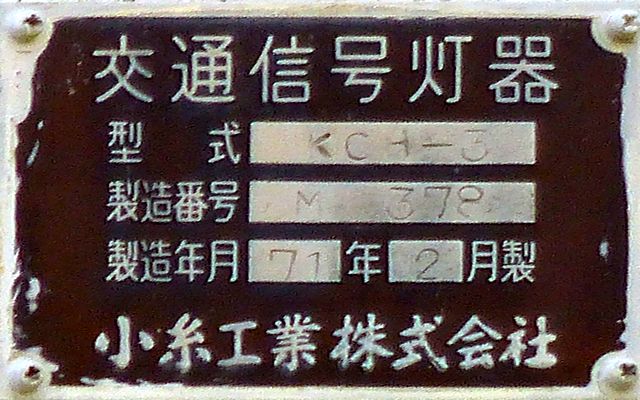 交通信号灯器
型式 KCH-3
製造番号 M 378
製造年月 71年 2月製
小糸工業株式会社